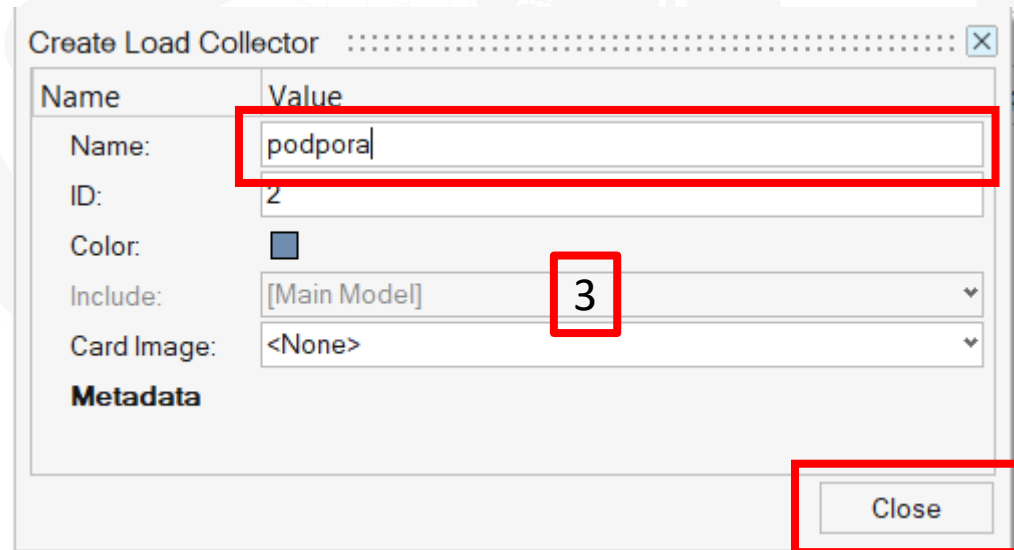 Create Load Collector
Name Value
Name: podpora
ID: 2
Color:
Include: [Main Model] 3
Card Image: <None>
Metadata
Close